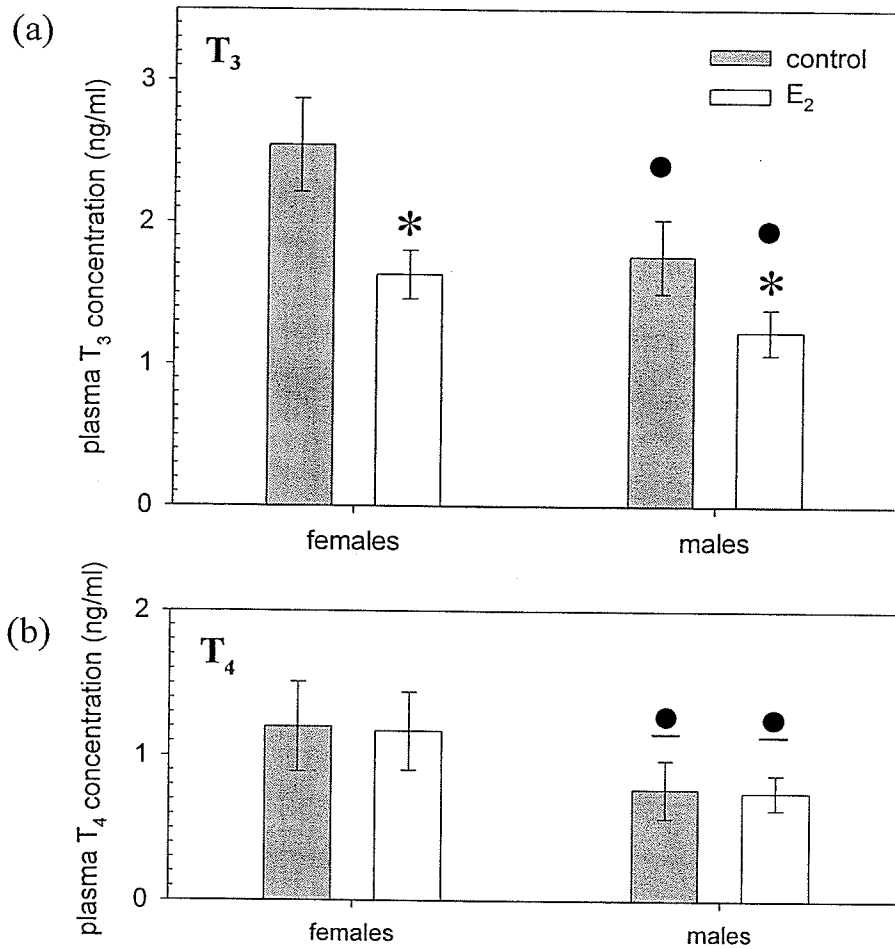 (a)
T3
control
E2
3
2
1
0
plasma T3 concentration (ng/ml)
*
*
females
males
(b)
T4
2
1
0
plasma T4 concentration (ng/ml)
females
males